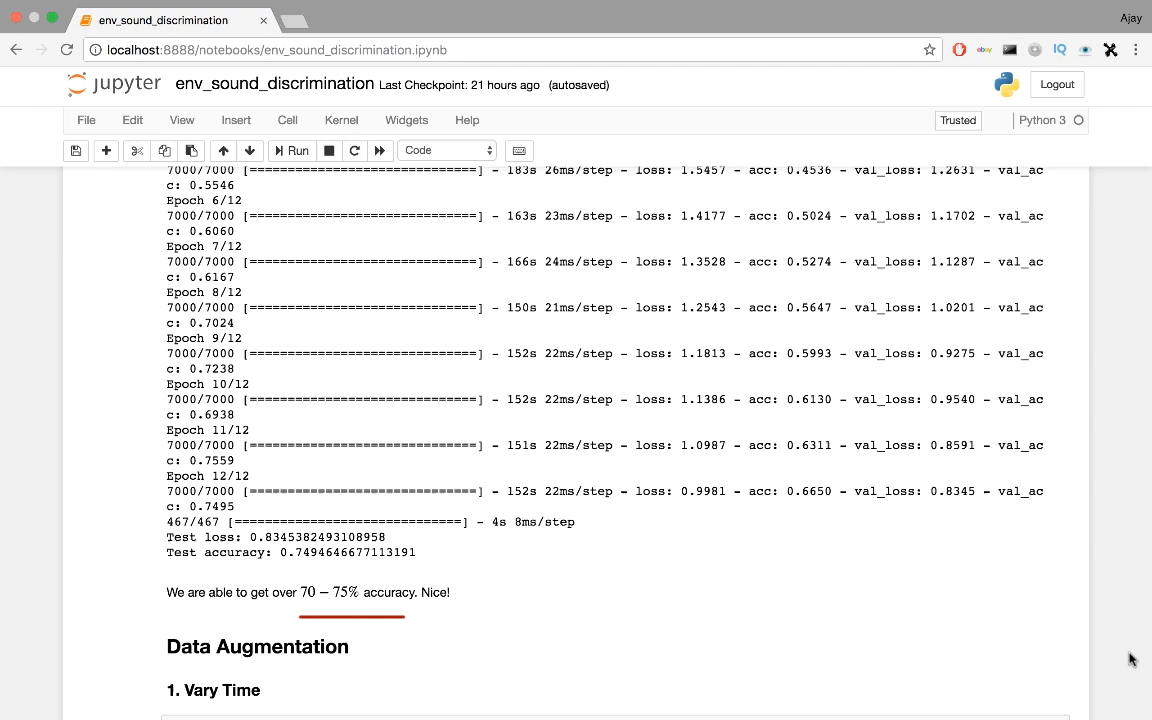 env_sound_discrimination
Ajay
localhost:8888/notebooks/env_sound_discrimination.ipynb
ebay
IQ
jupyter env_sound_discrimination Last Checkpoint: 21 hours ago (autosaved)
Logout
File Edit View Insert Cell Kernel Widgets Help
Trusted
Python 3
Run
Code
7000/7000 [==============================] - 183s 26ms/step - loss: 1.5457 - acc: 0.4536 - val_loss: 1.2631 - val_ac
c: 0.5546
Epoch 6/12
7000/7000 [==============================] - 163s 23ms/step - loss: 1.4177 - acc: 0.5024 - val_loss: 1.1702 - val_ac
c: 0.6060
Epoch 7/12
7000/7000 [==============================] - 166s 24ms/step - loss: 1.3528 - acc: 0.5274 - val_loss: 1.1287 - val_ac
c: 0.6167
Epoch 8/12
7000/7000 [==============================] - 150s 21ms/step - loss: 1.2543 - acc: 0.5647 - val_loss: 1.0201 - val_ac
c: 0.7024
Epoch 9/12
7000/7000 [==============================] - 152s 22ms/step - loss: 1.1813 - acc: 0.5993 - val_loss: 0.9275 - val_ac
c: 0.7238
Epoch 10/12
7000/7000 [==============================] - 152s 22ms/step - loss: 1.1386 - acc: 0.6130 - val_loss: 0.9540 - val_ac
c: 0.6938
Epoch 11/12
7000/7000 [==============================] - 151s 22ms/step - loss: 1.0987 - acc: 0.6311 - val_loss: 0.8591 - val_ac
c: 0.7559
Epoch 12/12
7000/7000 [==============================] - 152s 22ms/step - loss: 0.9981 - acc: 0.6650 - val_loss: 0.8345 - val_ac
c: 0.7495
467/467 [==============================] - 4s 8ms/step
Test loss: 0.8345382493108958
Test accuracy: 0.7494646677113191
We are able to get over 70 – 75% accuracy. Nice!
Data Augmentation
1. Vary Time